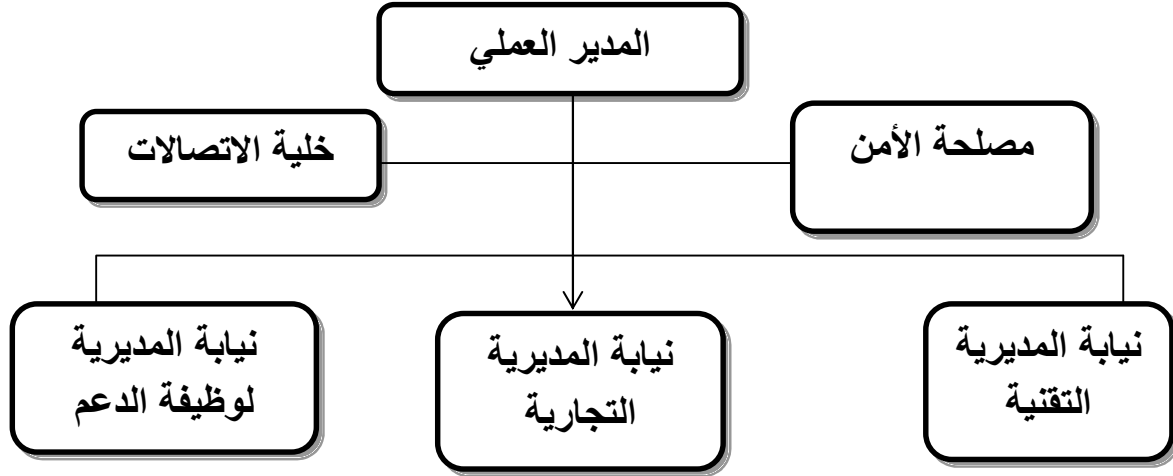 المدير العملي
مصلحة الأمن
خلية الاتصالات
نيابة المديرية
التقنية
نيابة المديرية
التجارية
نيابة المديرية
لوظيفة الدعم